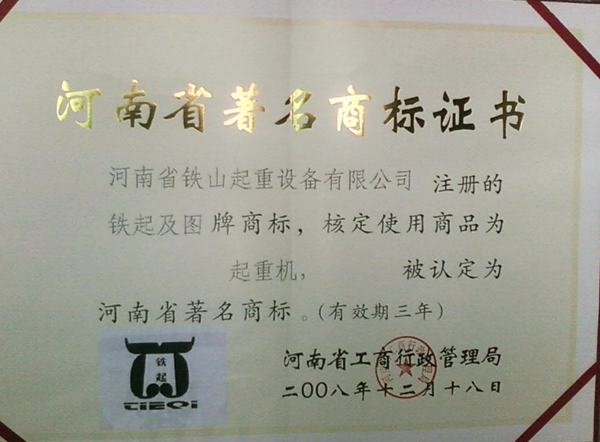 河南省著名商标证书
河南省铁山起重设备有限公司 注册的
铁起及图 牌商标，核定使用商品为
起重机， 被认定为
河南省著名商标。（有效期三年）
铁起
TiEQi
河南省工商行政管理局
二00八年十二月十八日